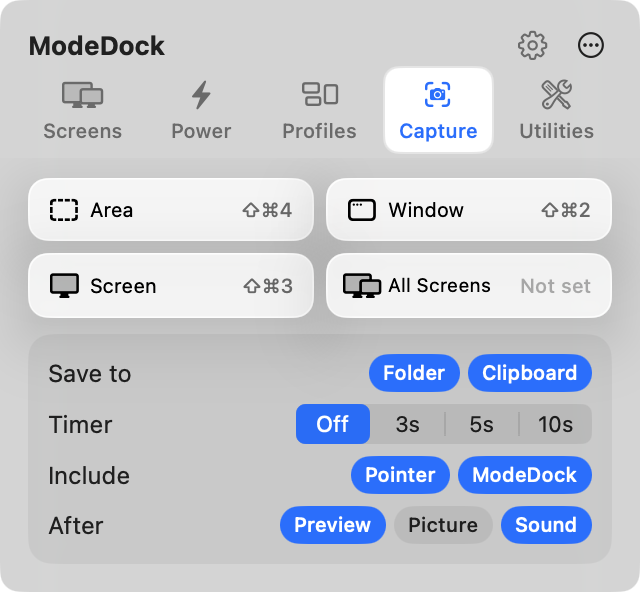 ModeDock
Screens Power Profiles Capture Utilities
Area ⇧⌘4 Window ⇧⌘2
Screen ⇧⌘3 All Screens Not set
Save to Folder Clipboard
Timer Off 3s 5s 10s
Include Pointer ModeDock
After Preview Picture Sound